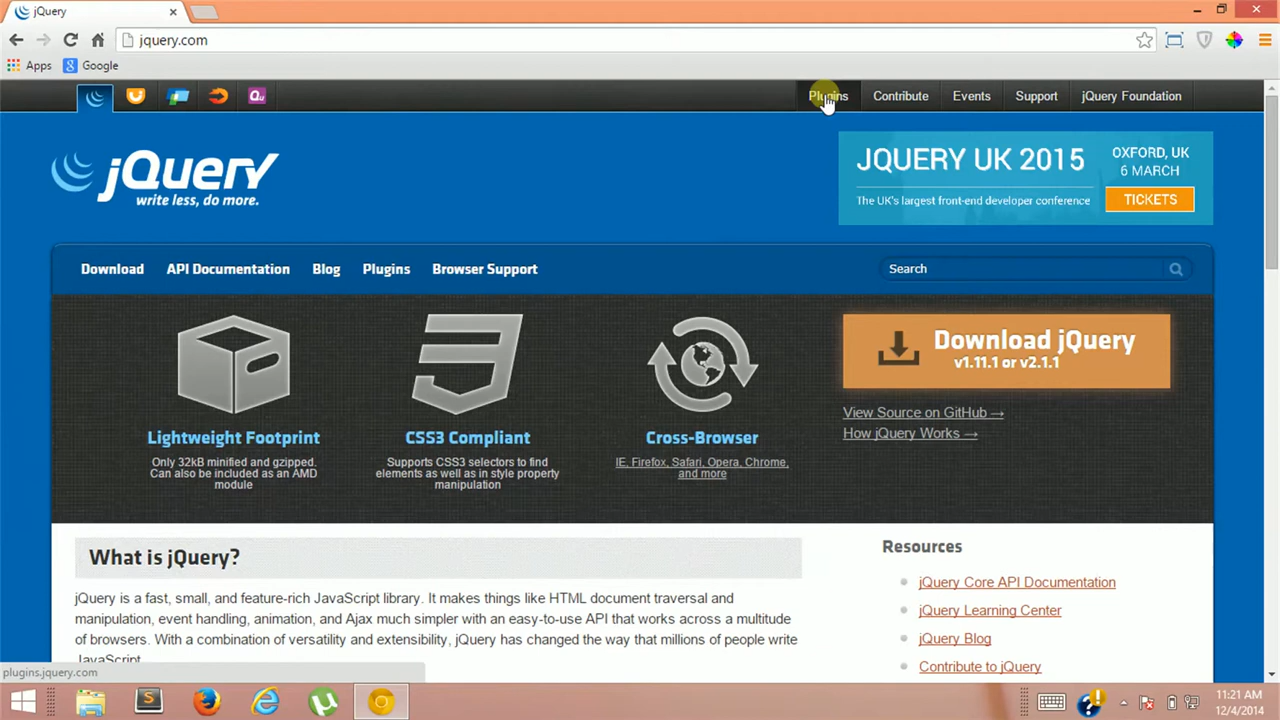 jQuery
jquery.com
Apps
Google
Qu
Plugins
Contribute
Events
Support
jQuery Foundation
jQuery
write less, do more.
JQUERY UK 2015
The UK's largest front-end developer conference
OXFORD, UK
6 MARCH
TICKETS
Download
API Documentation
Blog
Plugins
Browser Support
Search
Lightweight Footprint
Only 32kB minified and gzipped.
Can also be included as an AMD
module
CSS3 Compliant
Supports CSS3 selectors to find
elements as well as in style property
manipulation
Cross-Browser
IE, Firefox, Safari, Opera, Chrome,
and more
Download jQuery
v1.11.1 or v2.1.1
View Source on GitHub →
How jQuery Works →
What is jQuery?
jQuery is a fast, small, and feature-rich JavaScript library. It makes things like HTML document traversal and
manipulation, event handling, animation, and Ajax much simpler with an easy-to-use API that works across a multitude
of browsers. With a combination of versatility and extensibility, jQuery has changed the way that millions of people write
JavaScript.
Resources
jQuery Core API Documentation
jQuery Learning Center
jQuery Blog
Contribute to jQuery
plugins.jquery.com
11:21 AM
12/4/2014